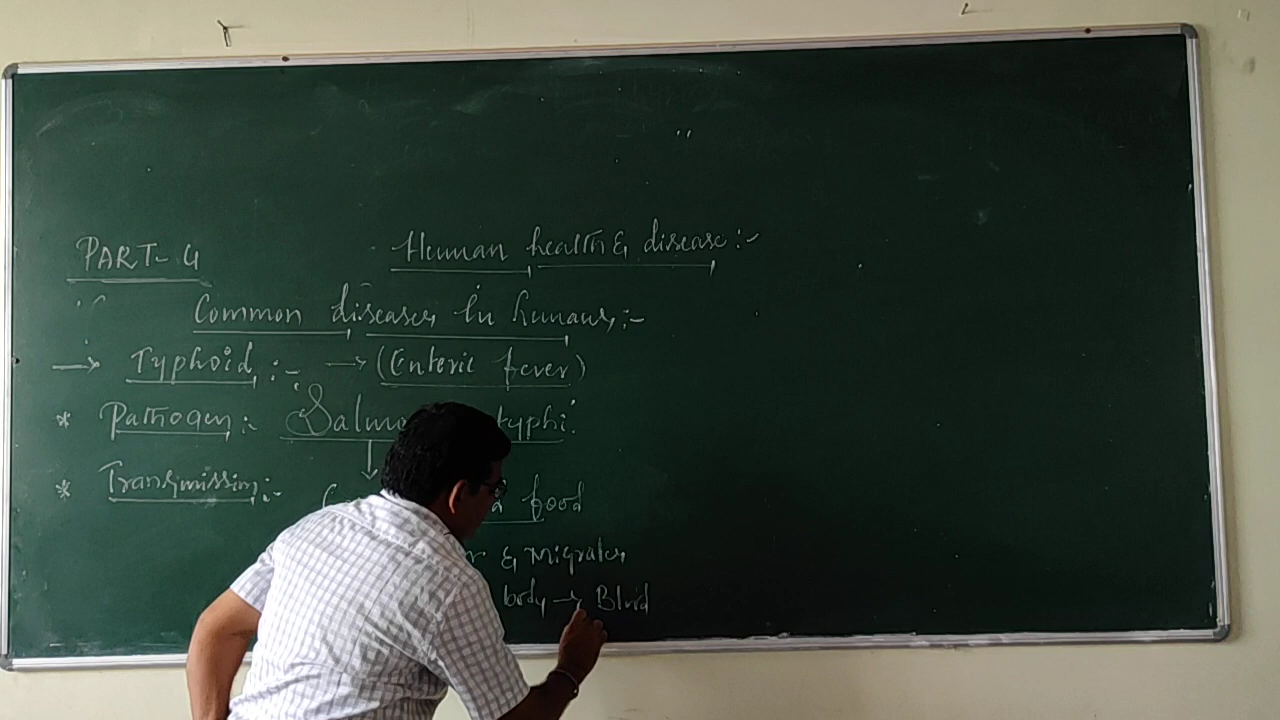 PART-4 Human health & disease:-
Common diseases in humans:-
→ Typhoid:- → (Enteric fever)
* Pathogen:- Salmo typhi:
* Transmission:- food
& migrates
body → Blood